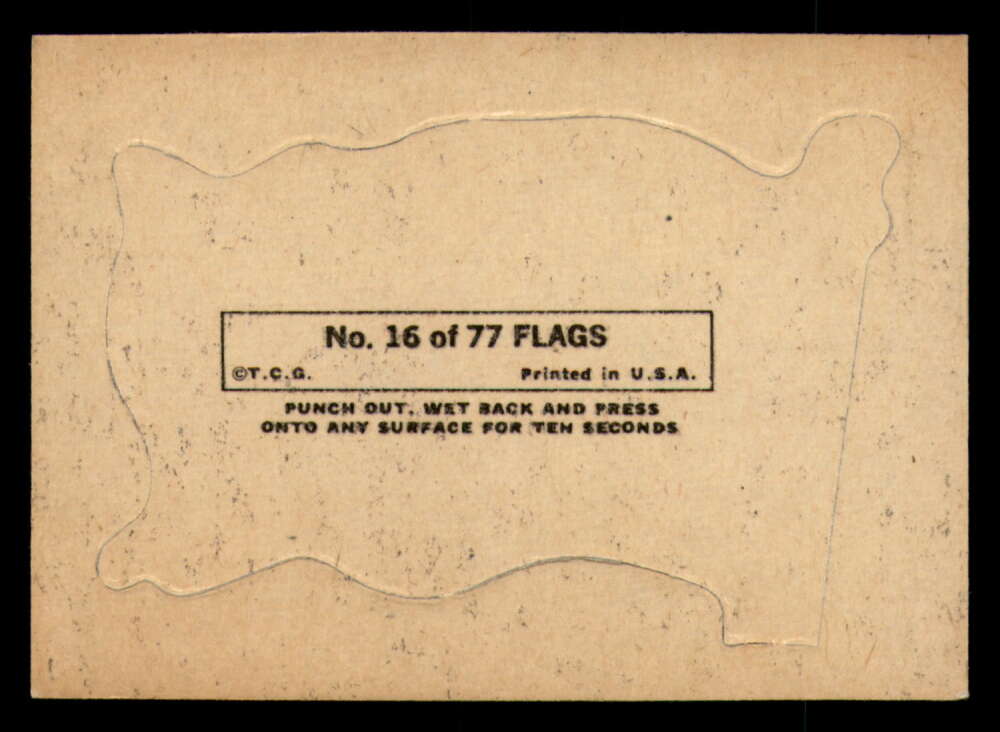 No. 16 of 77 FLAGS
©T.C.G. Printed in U.S.A.
PUNCH OUT, WET BACK AND PRESS
ONTO ANY SURFACE FOR TEN SECONDS